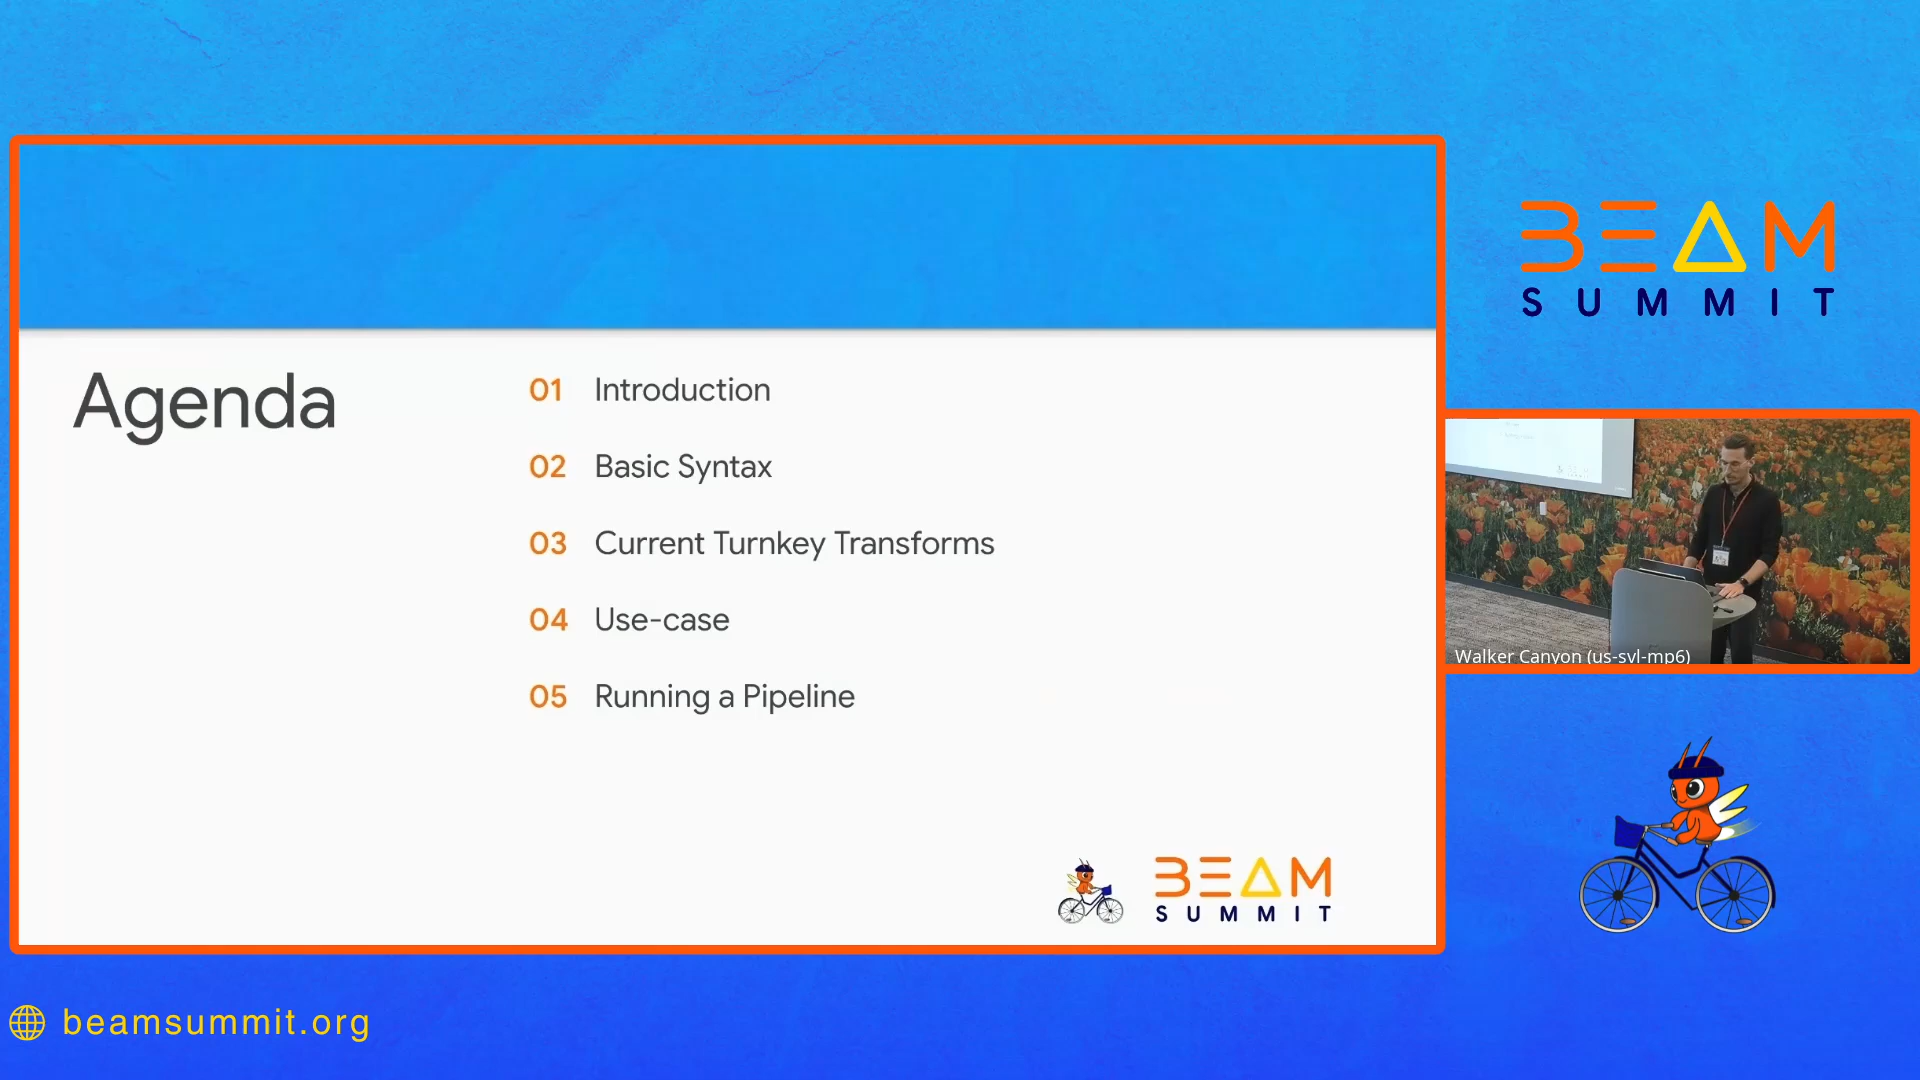 Agenda
01 Introduction
02 Basic Syntax
03 Current Turnkey Transforms
04 Use-case
05 Running a Pipeline
BEAM
SUMMIT
BEAM
SUMMIT
Walker Canyon (us-svl-mp6)
beamsummit.org